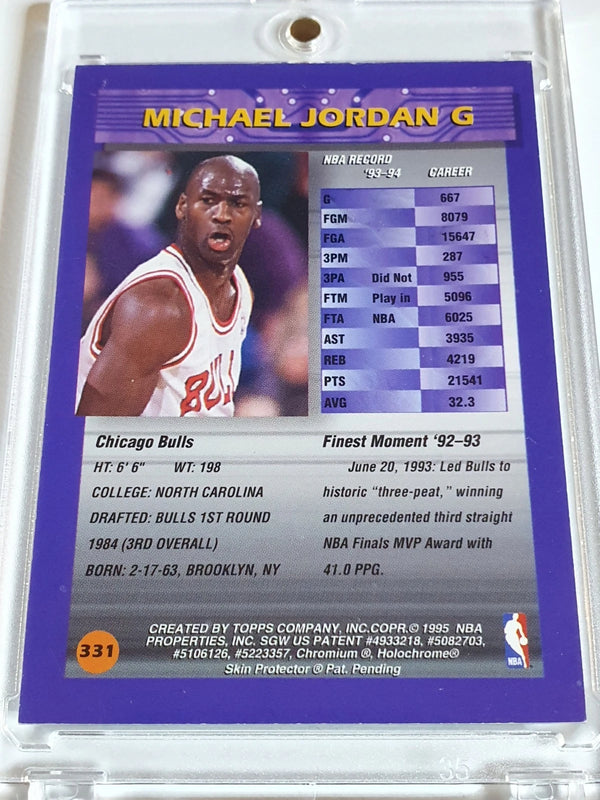 MICHAEL JORDAN G
NBA RECORD
'93–94 CAREER
G 667
FGM 8079
FGA 15647
3PM 287
3PA Did Not 955
FTM Play in 5096
FTA NBA 6025
AST 3935
REB 4219
PTS 21541
AVG 32.3
BULL
Chicago Bulls
HT: 6' 6" WT: 198
COLLEGE: NORTH CAROLINA
DRAFTED: BULLS 1ST ROUND
1984 (3RD OVERALL)
BORN: 2-17-63, BROOKLYN, NY
Finest Moment '92–93
June 20, 1993: Led Bulls to
historic "three-peat," winning
an unprecedented third straight
NBA Finals MVP Award with
41.0 PPG.
331
CREATED BY TOPPS COMPANY, INC.COPR.© 1995 NBA
PROPERTIES, INC. SGW US PATENT #4933218, #5082703,
#5106126, #5223357, Chromium ®, Holochrome®
Skin Protector ® Pat. Pending
NBA
35